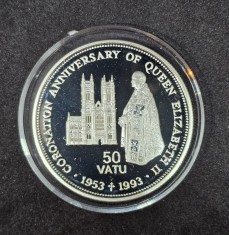 CORONATION ANNIVERSARY OF QUEEN ELIZABETH II
50
VATU
· 1953 † 1993 ·